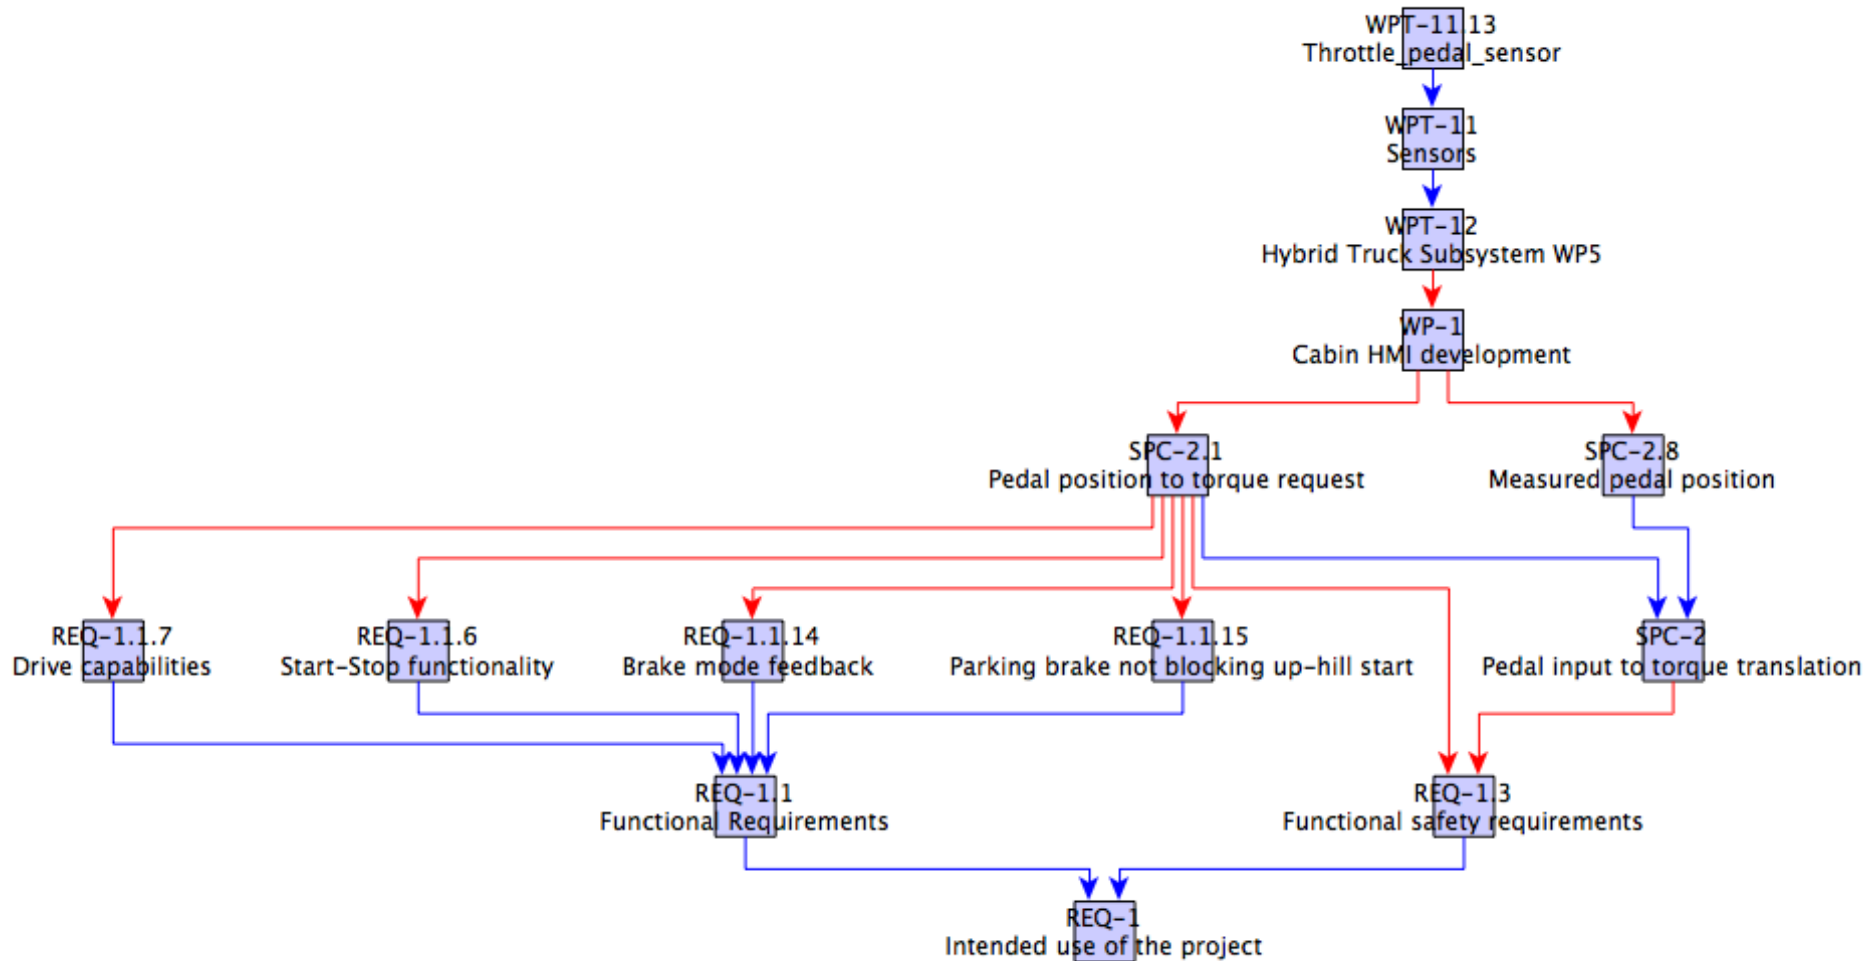 WPT-11.13
Throttle_pedal_sensor
WPT-11
Sensors
WPT-12
Hybrid Truck Subsystem WP5
WP-1
Cabin HMI development
SPC-2.1
Pedal position to torque request
SPC-2.8
Measured pedal position
REQ-1.1.7
Drive capabilities
REQ-1.1.6
Start-Stop functionality
REQ-1.1.14
Brake mode feedback
REQ-1.1.15
Parking brake not blocking up-hill start
SPC-2
Pedal input to torque translation
REQ-1.1
Functional Requirements
REQ-1.3
Functional safety requirements
REQ-1
Intended use of the project